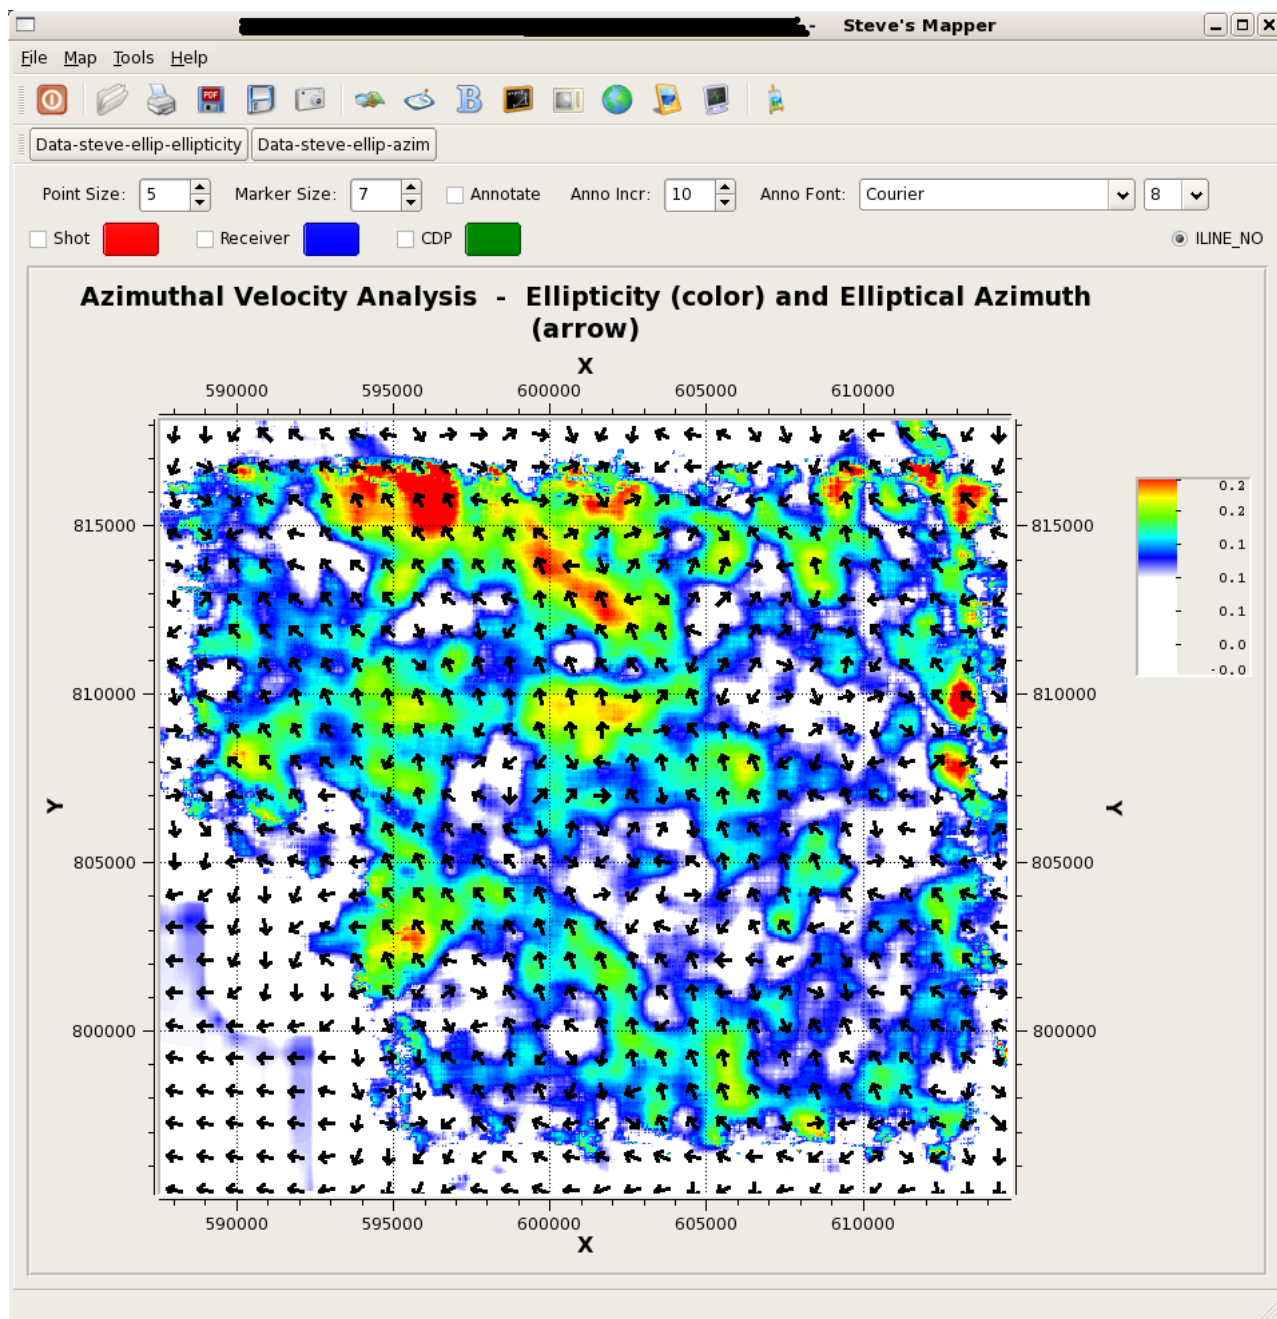 - Steve's Mapper
File Map Tools Help
PDF
B
Data-steve-ellip-ellipticity Data-steve-ellip-azim
Point Size: 5 Marker Size: 7 Annotate Anno Incr: 10 Anno Font: Courier 8
Shot Receiver CDP ILINE_NO
Azimuthal Velocity Analysis - Ellipticity (color) and Elliptical Azimuth
(arrow)
X
590000 595000 600000 605000 610000
0.2
0.2
815000 815000
0.1
0.1
0.1
0.0
-0.0
810000 810000
Y Y
805000 805000
800000 800000
590000 595000 600000 605000 610000
X